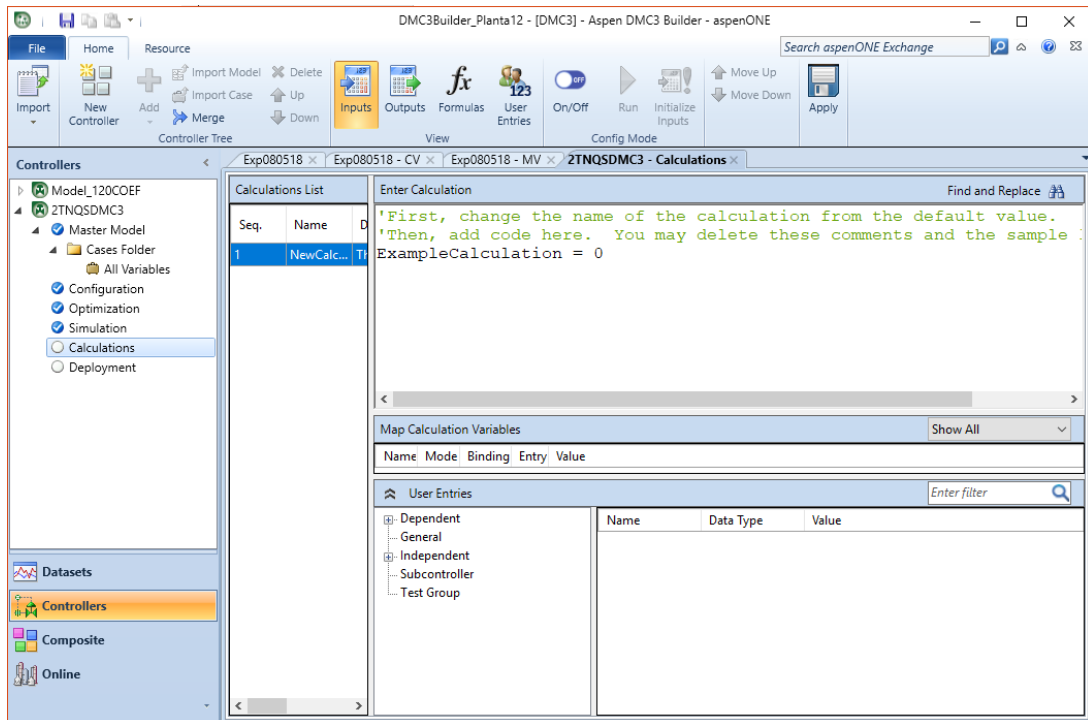 DMC3Builder_Planta12 - [DMC3] - Aspen DMC3 Builder - aspenONE
File Home Resource Search aspenONE Exchange
Import
New Controller
Add
Import Model
Import Case
Merge
Delete
Up
Down
Controller Tree
Inputs
Outputs
fx
Formulas
123
User Entries
View
OFF
On/Off
Run
Initialize Inputs
Config Mode
Move Up
Move Down
Apply
Controllers
Exp080518 Exp080518 - CV Exp080518 - MV 2TNQSDMC3 - Calculations
Model_120COEF
2TNQSDMC3
Master Model
Cases Folder
All Variables
Configuration
Optimization
Simulation
Calculations
Deployment
Datasets
Controllers
Composite
Online
Calculations List
Seq. Name D
1 NewCalc... Th
Enter Calculation Find and Replace
'First, change the name of the calculation from the default value.
'Then, add code here. You may delete these comments and the sample
ExampleCalculation = 0
Map Calculation Variables Show All
Name Mode Binding Entry Value
User Entries Enter filter
Dependent
General
Independent
Subcontroller
Test Group
Name Data Type Value